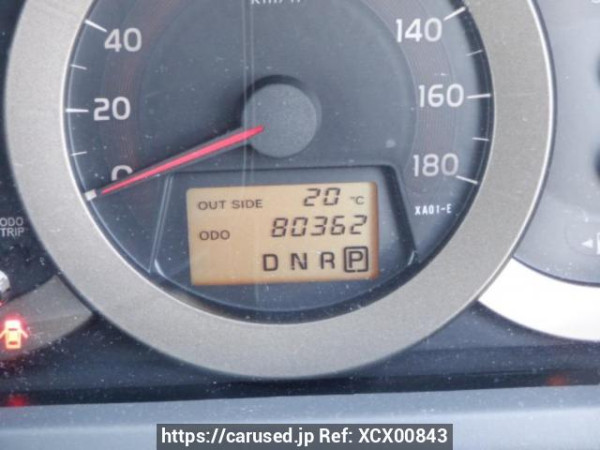 km/h
40
140
20
160
0
180
OUT SIDE 20 °C
XA01-E
ODO 80362
D N R P
ODO
TRIP
https://carused.jp Ref: XCX00843